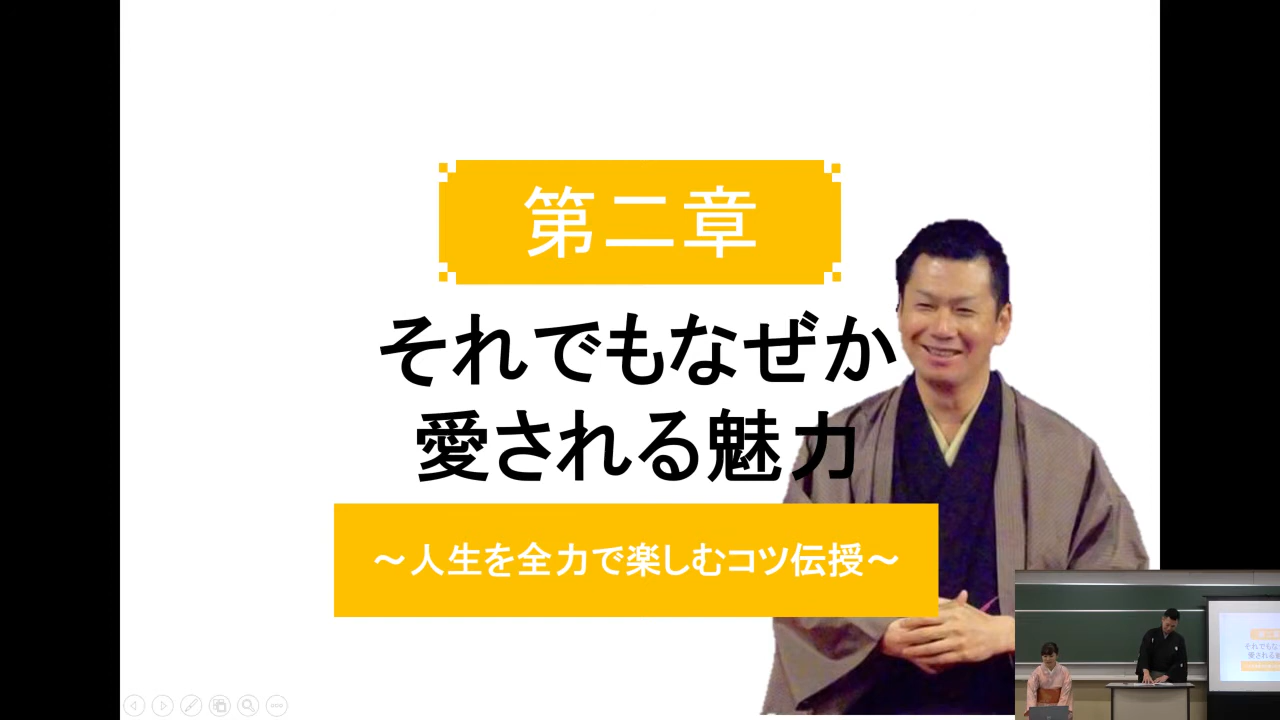 第二章
それでもなぜか
愛される魅力
～人生を全力で楽しむコツ伝授～